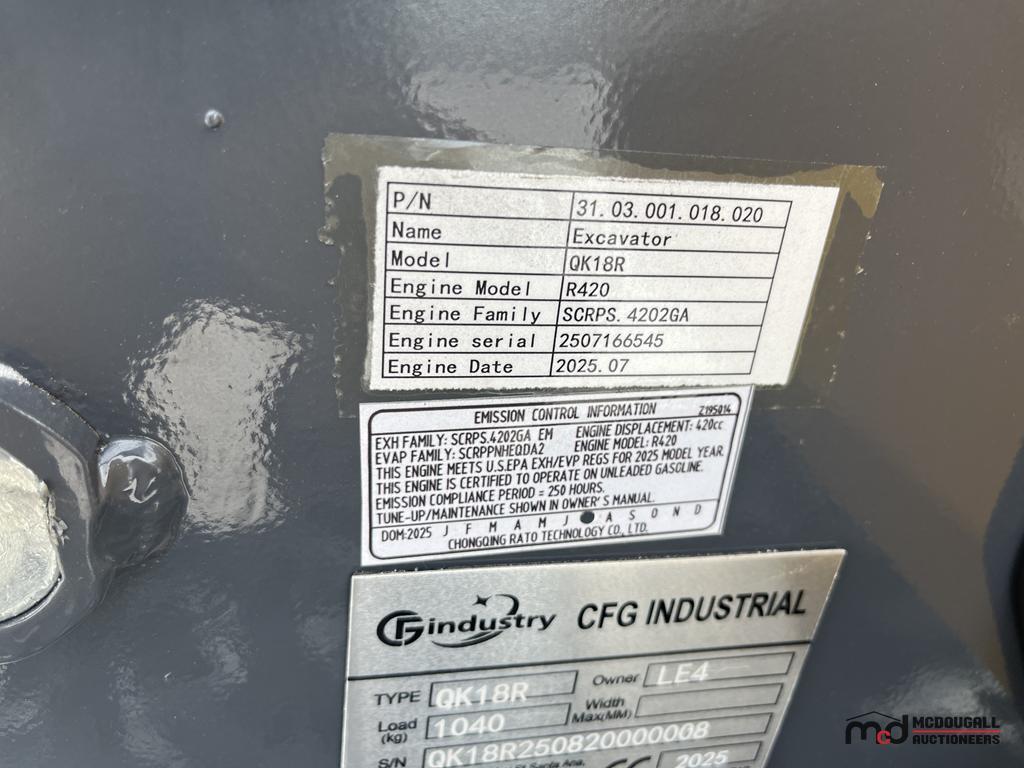 P/N 31.03.001.018.020
Name Excavator
Model QK18R
Engine Model R420
Engine Family SCRPS.4202GA
Engine serial 2507166545
Engine Date 2025.07
EMISSION CONTROL INFORMATION Z195014
EXH FAMILY: SCRPS.4202GA EM ENGINE DISPLACEMENT: 420cc
EVAP FAMILY: SCRPPNHEQDA2 ENGINE MODEL: R420
THIS ENGINE MEETS U.S.EPA EXH/EVP REGS FOR 2025 MODEL YEAR
THIS ENGINE IS CERTIFIED TO OPERATE ON UNLEADED GASOLINE.
EMISSION COMPLIANCE PERIOD = 250 HOURS.
TUNE-UP/MAINTENANCE SHOWN IN OWNER'S MANUAL.
DOM:2025 J F M A M J A S O N D
CHONGQING RATO TECHNOLOGY CO., LTD.
CFG industry CFG INDUSTRIAL
TYPE QK18R Owner LE4
Load (kg) 1040 Width Max(MM)
S/N QK18R250820000008
CE 2025
mcd MCDOUGALL AUCTIONEERS